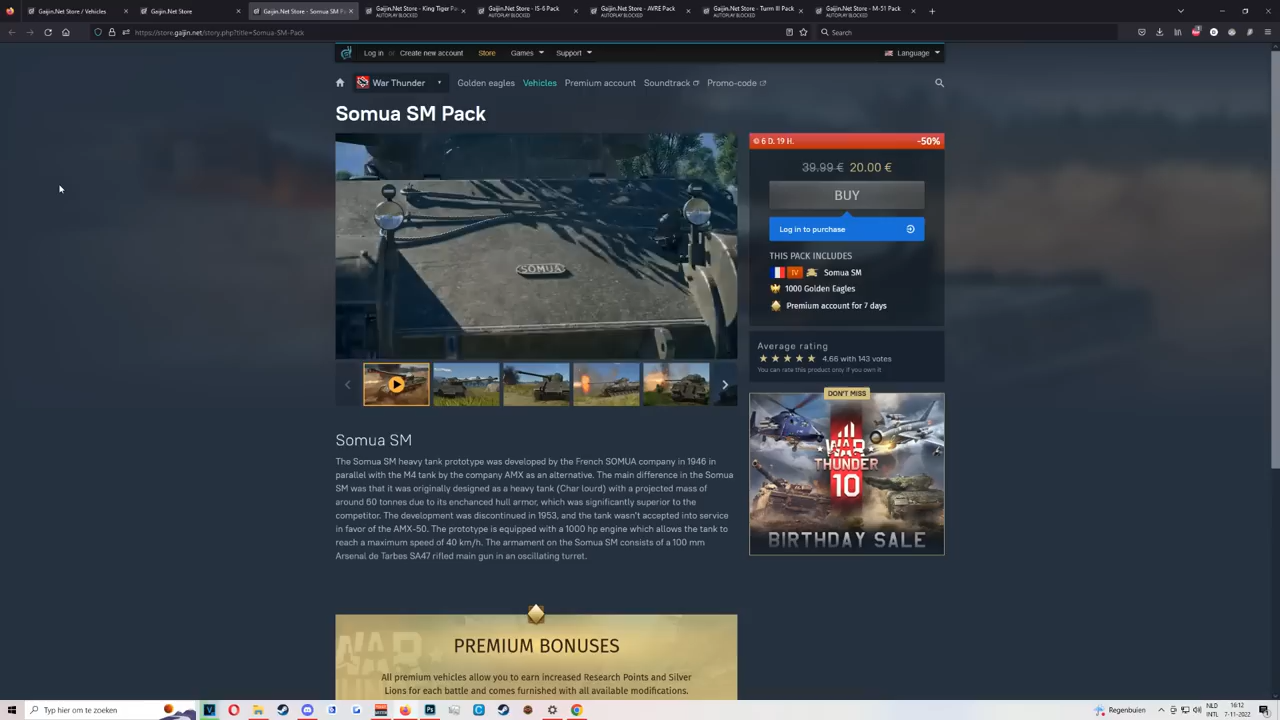 Gaijin.Net Store / Vehicles
Gaijin.Net Store
Gaijin.Net Store - Somua SM P
Gaijin.Net Store - King Tiger
AUTOPLAY BLOCKED
Gaijin.Net Store - IS-6 Pack
AUTOPLAY BLOCKED
Gaijin.Net Store - AVRE Pack
AUTOPLAY BLOCKED
Gaijin.Net Store - Turm III Pack
AUTOPLAY BLOCKED
Gaijin.Net Store - M-51 Pack
AUTOPLAY BLOCKED
https://store.gaijin.net/story.php?title=Somua-SM-Pack
Search
Log in
Create new account
Store
Games
Support
Language
War Thunder
Golden eagles
Vehicles
Premium account
Soundtrack
Promo-code
Somua SM Pack
SOMUA
6 D. 19 H.
-50%
39.99 € 20.00 €
BUY
Log in to purchase
THIS PACK INCLUDES
IV Somua SM
1000 Golden Eagles
Premium account for 7 days
Average rating
4.66 with 143 votes
You can rate this product only if you own it
DON'T MISS
WAR
THUNDER
10
BIRTHDAY SALE
Somua SM
The Somua SM heavy tank prototype was developed by the French SOMUA company in 1946 in
parallel with the M4 tank by the company AMX as an alternative. The main difference in the Somua
SM was that it was originally designed as a heavy tank (Char lourd) with a projected mass of
around 60 tonnes due to its enchanced hull armor, which was significantly superior to the
competitor. The development was discontinued in 1953, and the tank wasn't accepted into service
in favor of the AMX-50. The prototype is equipped with a 1000 hp engine which allows the tank to
reach a maximum speed of 40 km/h. The armament on the Somua SM consists of a 100 mm
Arsenal de Tarbes SA47 rifled main gun in an oscillating turret.
WAR
PREMIUM BONUSES
All premium vehicles allow you to earn increased Research Points and Silver
Lions for each battle and comes furnished with all available modifications.
Typ hier om te zoeken
Regenbuien
NLD
INTL
16:12
7-11-2022